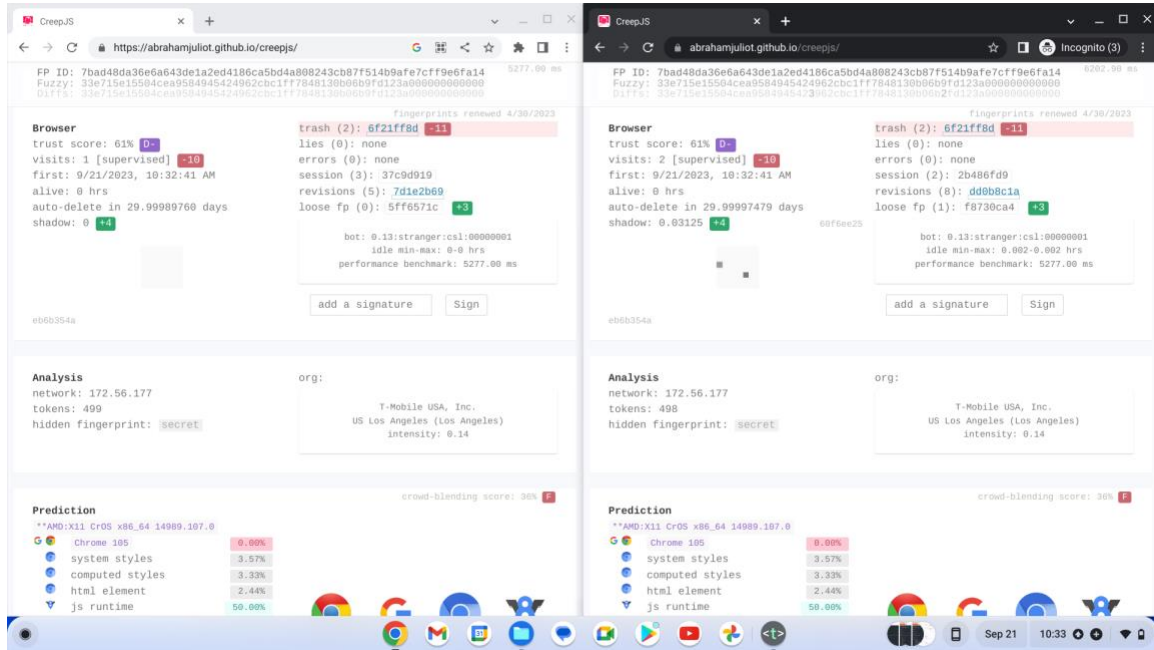 CreepJS
https://abrahamjuliot.github.io/creepjs/
FP ID: 7bad48da36e6a643de1a2ed4186ca5bd4a808243cb87f514b9afe7cff9e6fa14
5277.00 ms
Fuzzy: 33e715e15504cea9584945424962cbc1ff7848130b06b9fd123a000000000000
fingerprints renewed 4/30/2023
Browser
trust score: 61% D-
visits: 1 [supervised] -10
first: 9/21/2023, 10:32:41 AM
alive: 0 hrs
auto-delete in 29.99989760 days
shadow: 0 +4
eb6b354a
trash (2): 6f21ff8d -11
lies (0): none
errors (0): none
session (3): 37c9d919
revisions (5): 7d1e2b69
loose fp (0): 5ff6571c +3
bot: 0.13:stranger:csl:00000001
idle min-max: 0-0 hrs
performance benchmark: 5277.00 ms
add a signature Sign
Analysis
network: 172.56.177
tokens: 499
hidden fingerprint: secret
org:
T-Mobile USA, Inc.
US Los Angeles (Los Angeles)
intensity: 0.14
crowd-blending score: 36% F
Prediction
**AMD:X11 CrOS x86_64 14989.107.0
Chrome 105 0.00%
system styles 3.57%
computed styles 3.33%
html element 2.44%
js runtime 50.00%
CreepJS
abrahamjuliot.github.io/creepjs/
Incognito (3)
FP ID: 7bad48da36e6a643de1a2ed4186ca5bd4a808243cb87f514b9afe7cff9e6fa14
6202.90 ms
Fuzzy: 33e715e15504cea9584945424962cbc1ff7848130b06b9fd123a000000000000
fingerprints renewed 4/30/2023
Browser
trust score: 61% D-
visits: 2 [supervised] -10
first: 9/21/2023, 10:32:41 AM
alive: 0 hrs
auto-delete in 29.99997479 days
shadow: 0.03125 +4
60f6ee25
eb6b354a
trash (2): 6f21ff8d -11
lies (0): none
errors (0): none
session (2): 2b486fd9
revisions (8): dd0b8c1a
loose fp (1): f8730ca4 +3
bot: 0.13:stranger:csl:00000001
idle min-max: 0.002-0.002 hrs
performance benchmark: 5277.00 ms
add a signature Sign
Analysis
network: 172.56.177
tokens: 498
hidden fingerprint: secret
org:
T-Mobile USA, Inc.
US Los Angeles (Los Angeles)
intensity: 0.14
crowd-blending score: 36% F
Prediction
**AMD:X11 CrOS x86_64 14989.107.0
Chrome 105 0.00%
system styles 3.57%
computed styles 3.33%
html element 2.44%
js runtime 50.00%
31
<t>
Sep 21 10:33